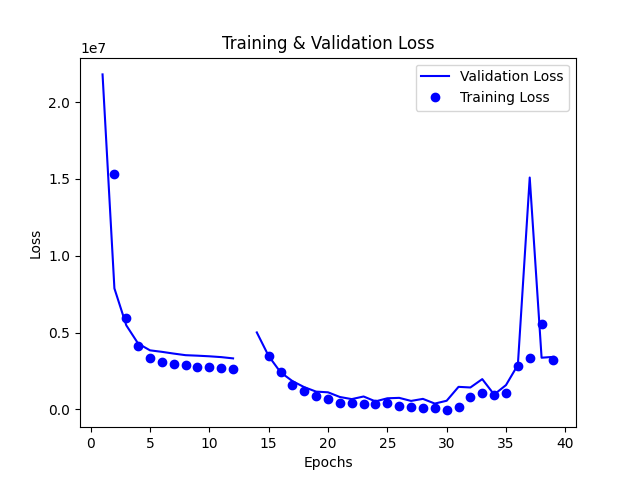 Training & Validation Loss
1e7
Validation Loss
Training Loss
2.0
1.5
1.0
0.5
0.0
Loss
0 5 10 15 20 25 30 35 40
Epochs